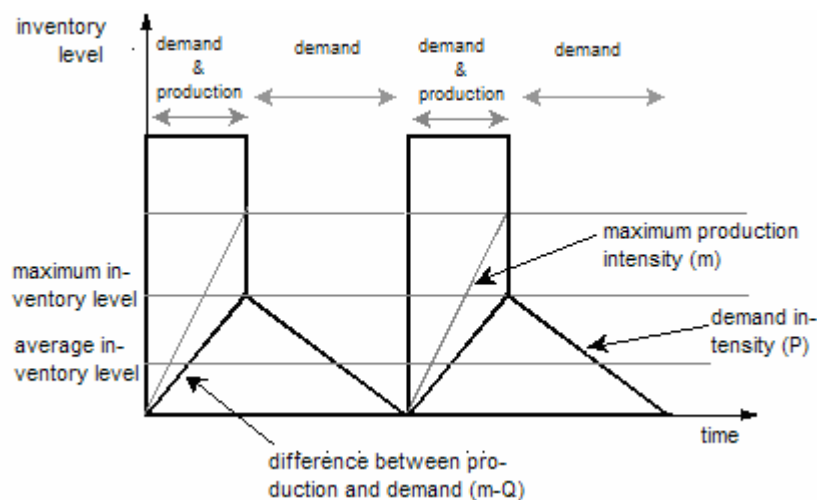 inventory
level
demand
&
production
demand
demand
&
production
demand
maximum production
intensity (m)
maximum in-
ventory level
demand in-
tensity (P)
average in-
ventory level
time
difference between pro-
duction and demand (m-Q)